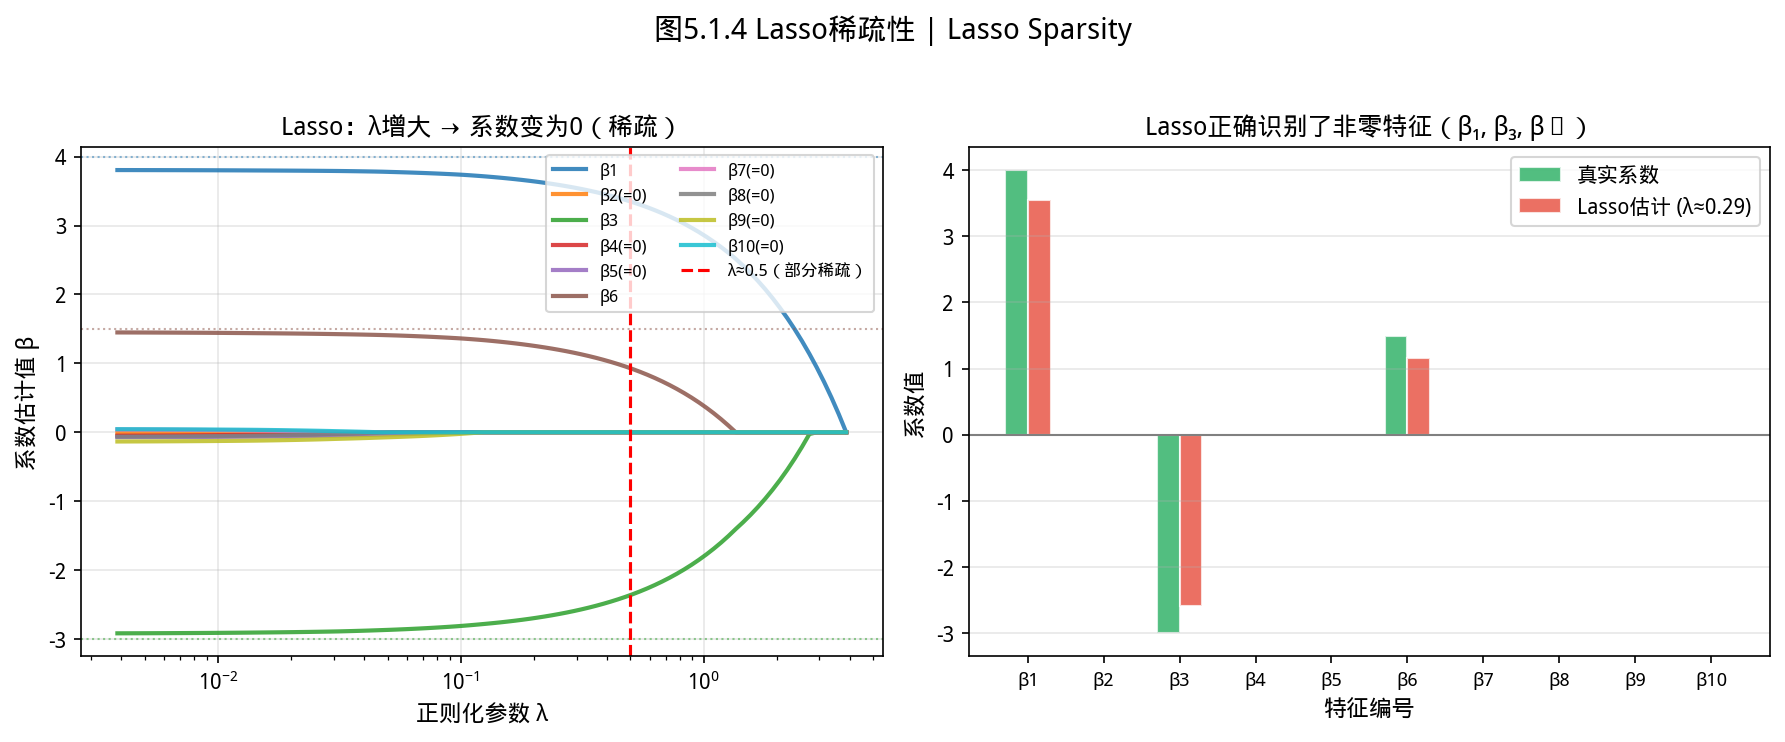 图5.1.4 Lasso稀疏性 | Lasso Sparsity
Lasso：λ增大 → 系数变为0（稀疏）
系数估计值 β
4
3
2
1
0
-1
-2
-3
β1
β2(=0)
β3
β4(=0)
β5(=0)
β6
β7(=0)
β8(=0)
β9(=0)
β10(=0)
λ≈0.5（部分稀疏）
10⁻² 10⁻¹ 10⁰
正则化参数 λ
Lasso正确识别了非零特征（β₁, β₃, β）
系数值
4
3
2
1
0
-1
-2
-3
真实系数
Lasso估计 (λ≈0.29)
β1 β2 β3 β4 β5 β6 β7 β8 β9 β10
特征编号